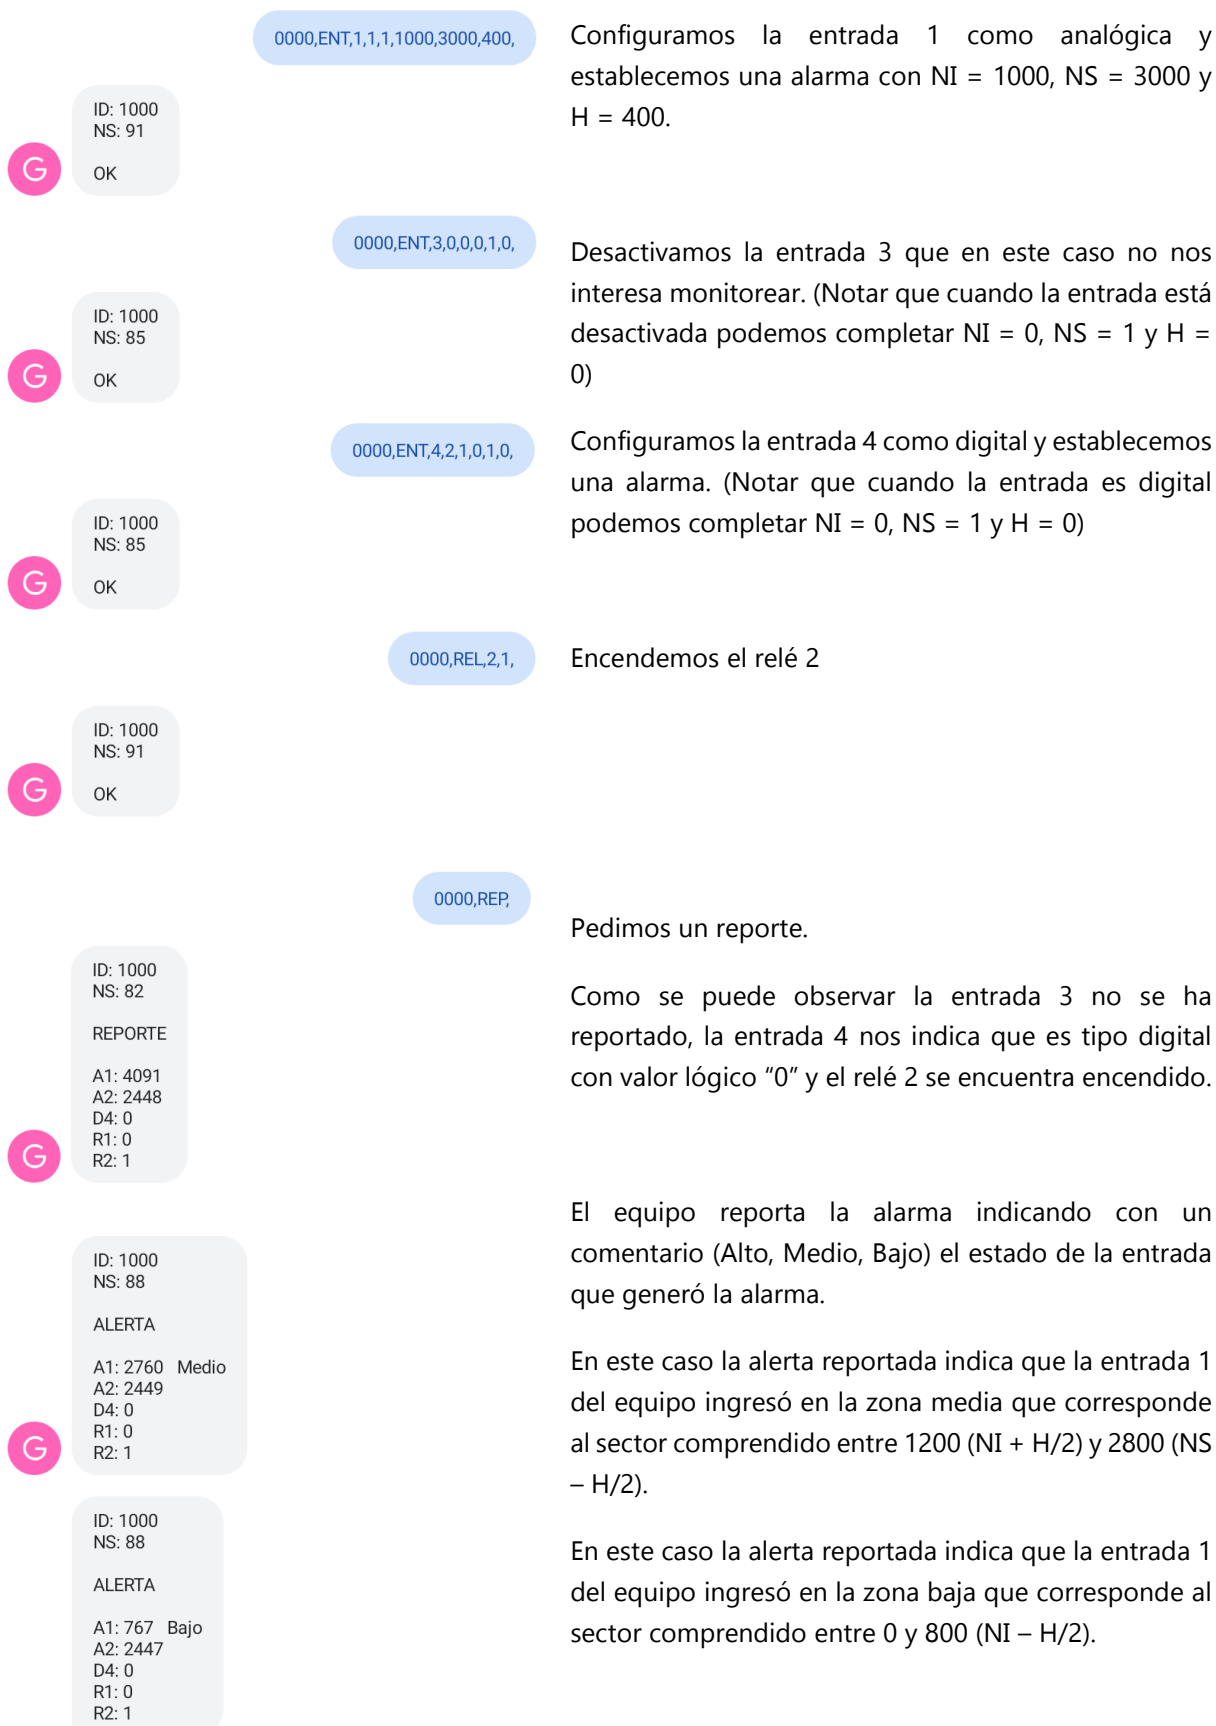 0000,ENT,1,1,1,1000,3000,400,
Configuramos la entrada 1 como analógica y
establecemos una alarma con NI = 1000, NS = 3000 y
H = 400.
ID: 1000
NS: 91
OK
G
0000,ENT,3,0,0,0,1,0,
Desactivamos la entrada 3 que en este caso no nos
interesa monitorear. (Notar que cuando la entrada está
desactivada podemos completar NI = 0, NS = 1 y H =
0)
ID: 1000
NS: 85
OK
G
0000,ENT,4,2,1,0,1,0,
Configuramos la entrada 4 como digital y establecemos
una alarma. (Notar que cuando la entrada es digital
podemos completar NI = 0, NS = 1 y H = 0)
ID: 1000
NS: 85
OK
G
0000,REL,2,1,
Encendemos el relé 2
ID: 1000
NS: 91
OK
G
0000,REP,
Pedimos un reporte.
Como se puede observar la entrada 3 no se ha
reportado, la entrada 4 nos indica que es tipo digital
con valor lógico “0” y el relé 2 se encuentra encendido.
ID: 1000
NS: 82
REPORTE
A1: 4091
A2: 2448
D4: 0
R1: 0
R2: 1
G
El equipo reporta la alarma indicando con un
comentario (Alto, Medio, Bajo) el estado de la entrada
que generó la alarma.
En este caso la alerta reportada indica que la entrada 1
del equipo ingresó en la zona media que corresponde
al sector comprendido entre 1200 (NI + H/2) y 2800 (NS
– H/2).
ID: 1000
NS: 88
ALERTA
A1: 2760 Medio
A2: 2449
D4: 0
R1: 0
R2: 1
G
En este caso la alerta reportada indica que la entrada 1
del equipo ingresó en la zona baja que corresponde al
sector comprendido entre 0 y 800 (NI – H/2).
ID: 1000
NS: 88
ALERTA
A1: 767 Bajo
A2: 2447
D4: 0
R1: 0
R2: 1